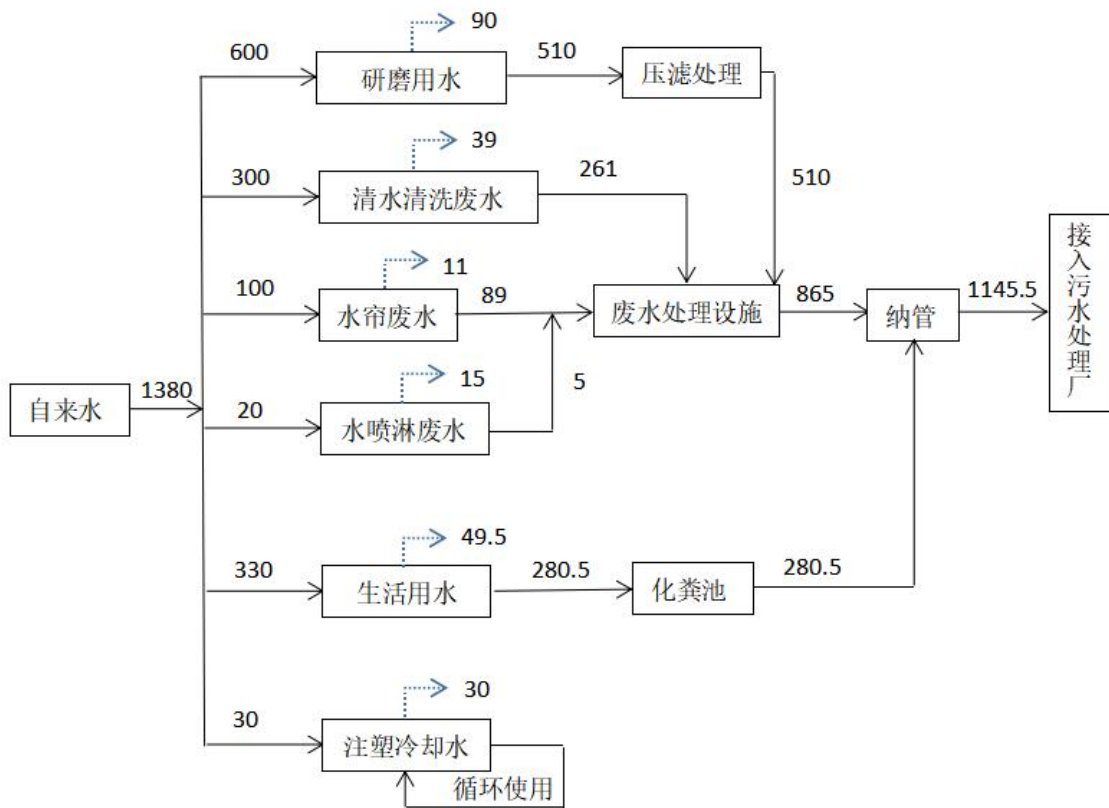 90
600
研磨用水
510
压滤处理
39
300
清水清洗废水
261
510
11
100
水帘废水
89
废水处理设施
865
纳管
1145.5
接入污水处理厂
自来水
1380
15
20
水喷淋废水
5
49.5
330
生活用水
280.5
化粪池
280.5
30
30
注塑冷却水
循环使用